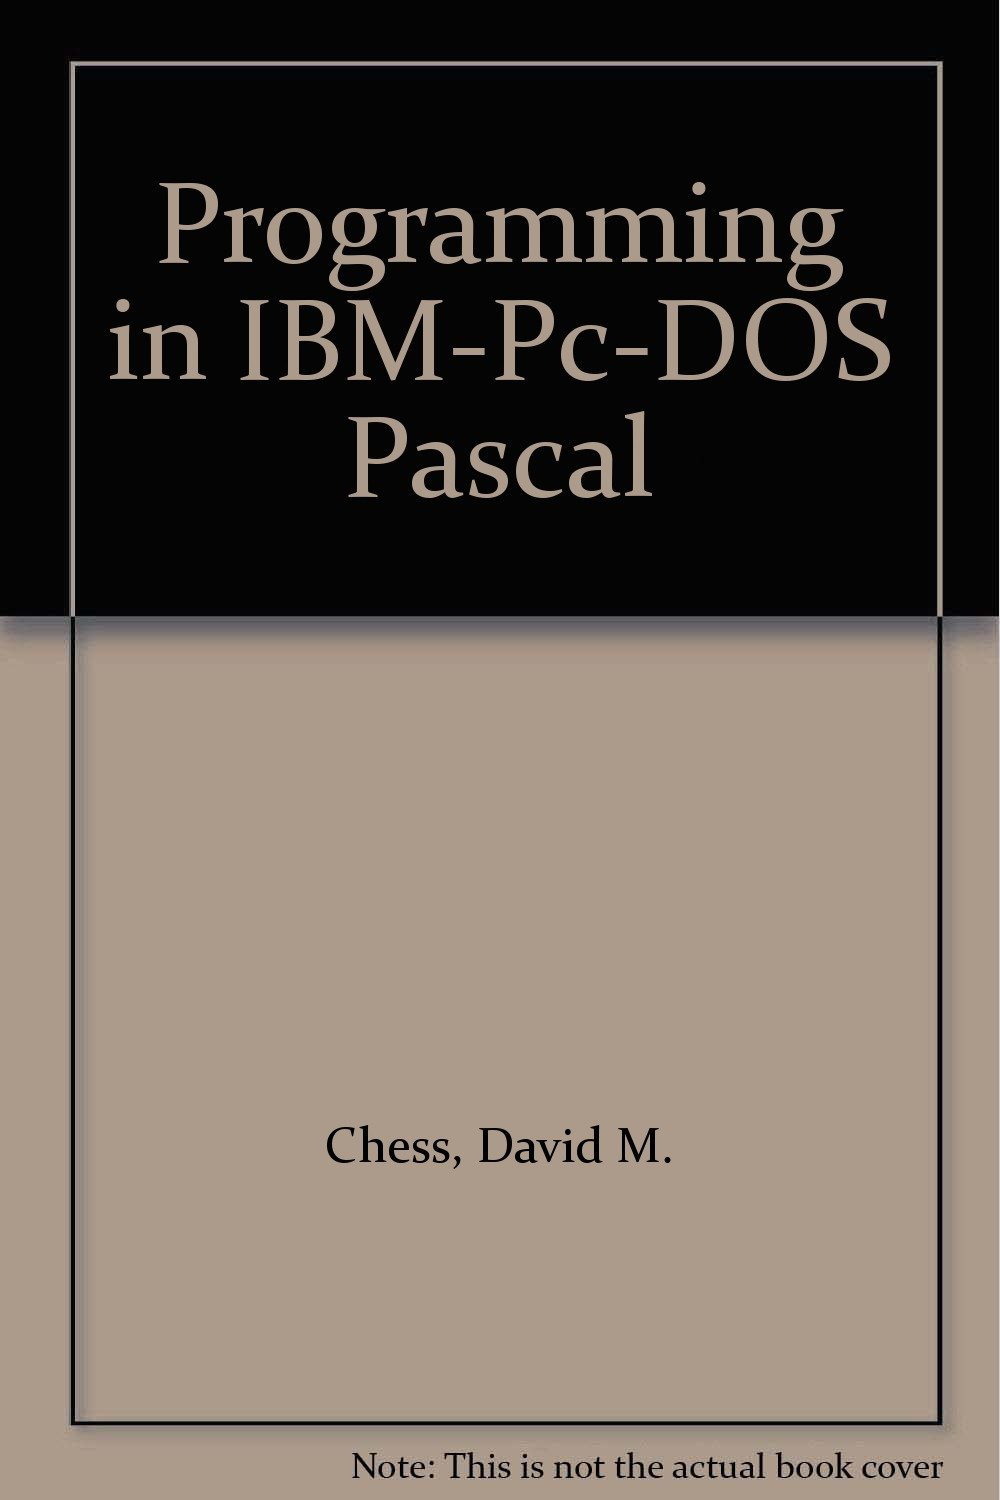 Programming
in IBM-Pc-DOS
Pascal
Chess, David M.
Note: This is not the actual book cover